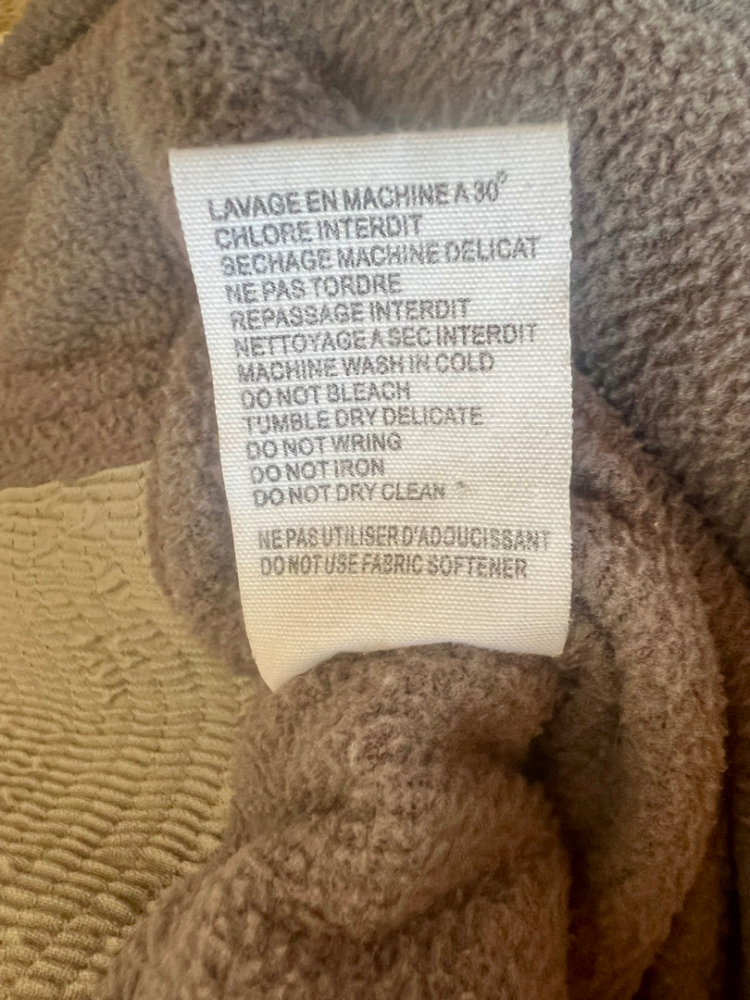 LAVAGE EN MACHINE A 30°
CHLORE INTERDIT
SECHAGE MACHINE DELICAT
NE PAS TORDRE
REPASSAGE INTERDIT
NETTOYAGE A SEC INTERDIT
MACHINE WASH IN COLD
DO NOT BLEACH
TUMBLE DRY DELICATE
DO NOT WRING
DO NOT IRON
DO NOT DRY CLEAN
NE PAS UTILISER D'ADOUCISSANT
DO NOT USE FABRIC SOFTENER